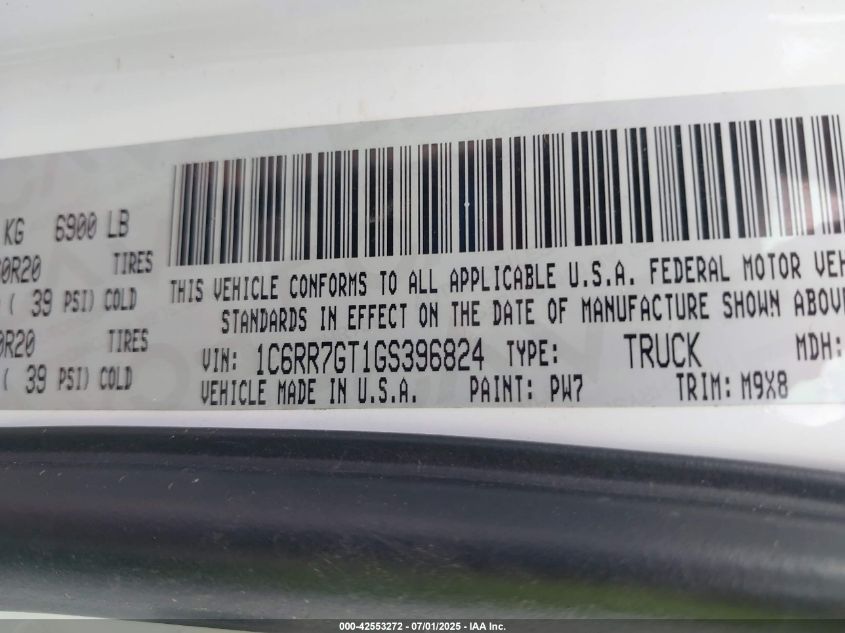 KG 6900 LB
0R20 TIRES
( 39 PSI) COLD
0R20 TIRES
( 39 PSI) COLD
THIS VEHICLE CONFORMS TO ALL APPLICABLE U.S.A. FEDERAL MOTOR VEH
STANDARDS IN EFFECT ON THE DATE OF MANUFACTURE SHOWN ABOV
VIN: 1C6RR7GT1GS396824 TYPE: TRUCK MDH:
VEHICLE MADE IN U.S.A. PAINT: PW7 TRIM: M9X8
000-42553272 - 07/01/2025 - IAA Inc.